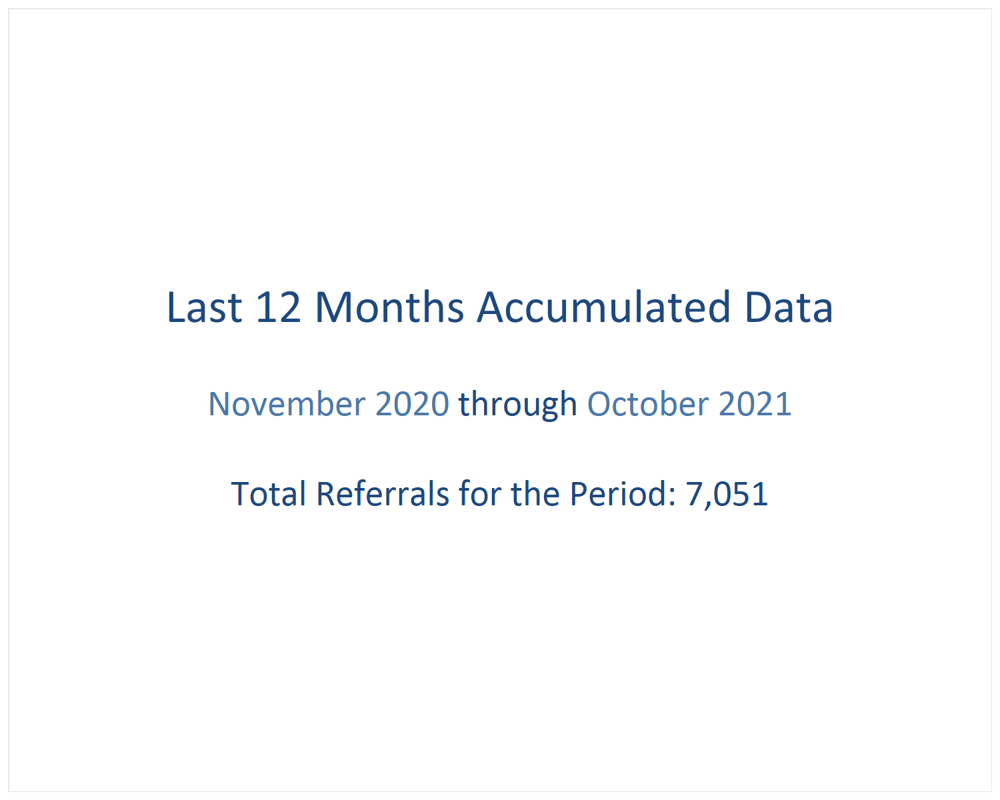 Last 12 Months Accumulated Data
November 2020 through October 2021
Total Referrals for the Period: 7,051